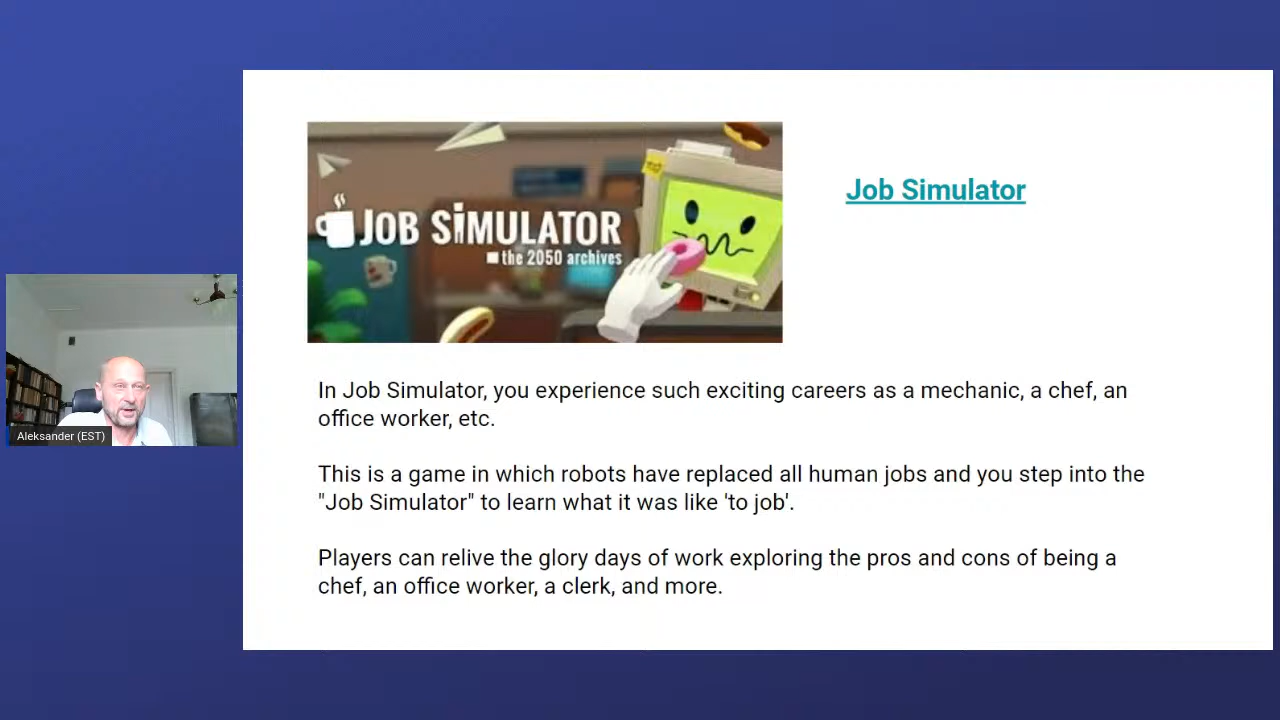 JOB SiMULATOR
the 2050 archives
Job Simulator
In Job Simulator, you experience such exciting careers as a mechanic, a chef, an
office worker, etc.
This is a game in which robots have replaced all human jobs and you step into the
"Job Simulator" to learn what it was like 'to job'.
Players can relive the glory days of work exploring the pros and cons of being a
chef, an office worker, a clerk, and more.
Aleksander (EST)